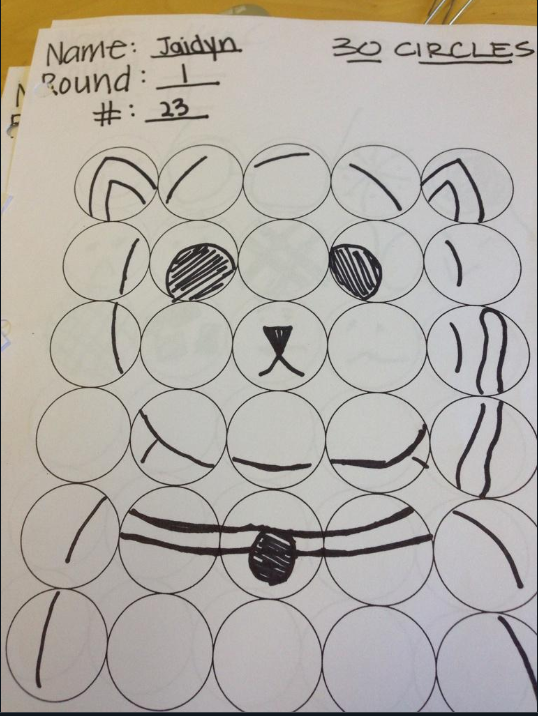 Name: Jaidyn
30 CIRCLES
Round: 1
#: 23